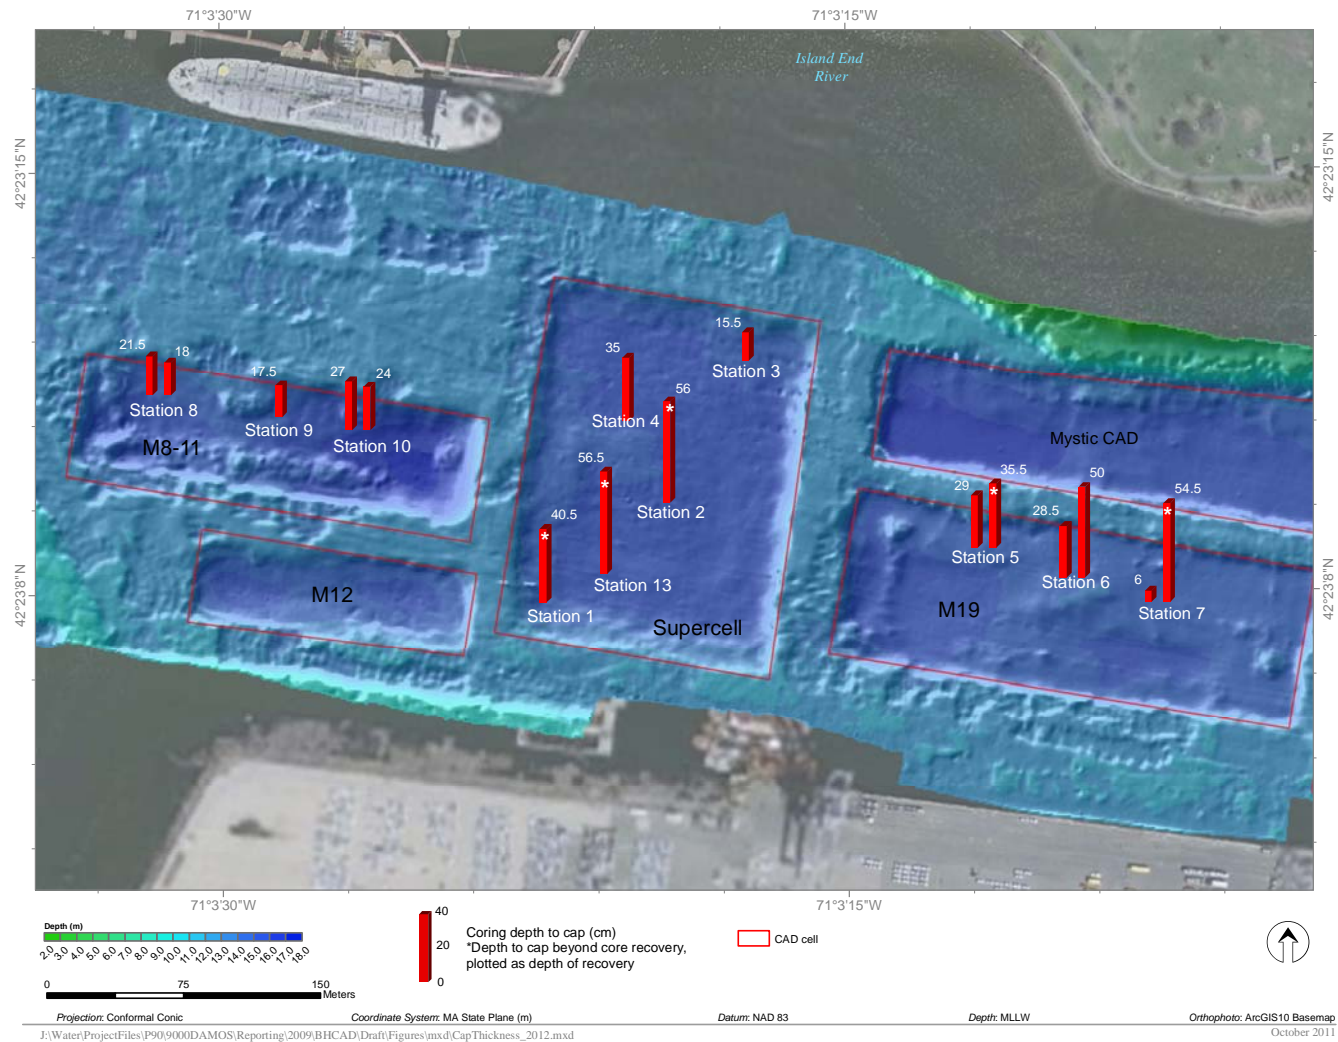 71°3'30"W
71°3'15"W
Island End
River
42°23'15"N
42°23'15"N
15.5
21.5
18
35
Station 3
17.5
27
24
56
Station 8
Station 4
Station 9
Station 10
M8-11
Mystic CAD
56.5
35.5
29
50
54.5
Station 2
28.5
40.5
Station 5
42°23'8"N
42°23'8"N
M12
Station 13
Station 6
6
Station 1
M19
Station 7
Supercell
71°3'30"W
71°3'15"W
Depth (m)
2.0 3.0 4.0 5.0 6.0 7.0 8.0 9.0 10.0 11.0 12.0 13.0 14.0 15.0 16.0 17.0 18.0
0 75 150
Meters
40
20
0
Coring depth to cap (cm)
*Depth to cap beyond core recovery,
plotted as depth of recovery
CAD cell
Projection: Conformal Conic
Coordinate System: MA State Plane (m)
Datum: NAD 83
Depth: MLLW
Orthophoto: ArcGIS10 Basemap
J:\Water\ProjectFiles\P90\9000DAMOS\Reporting\2009\BHCAD\Draft\Figures\mxd\CapThickness_2012.mxd
October 2011